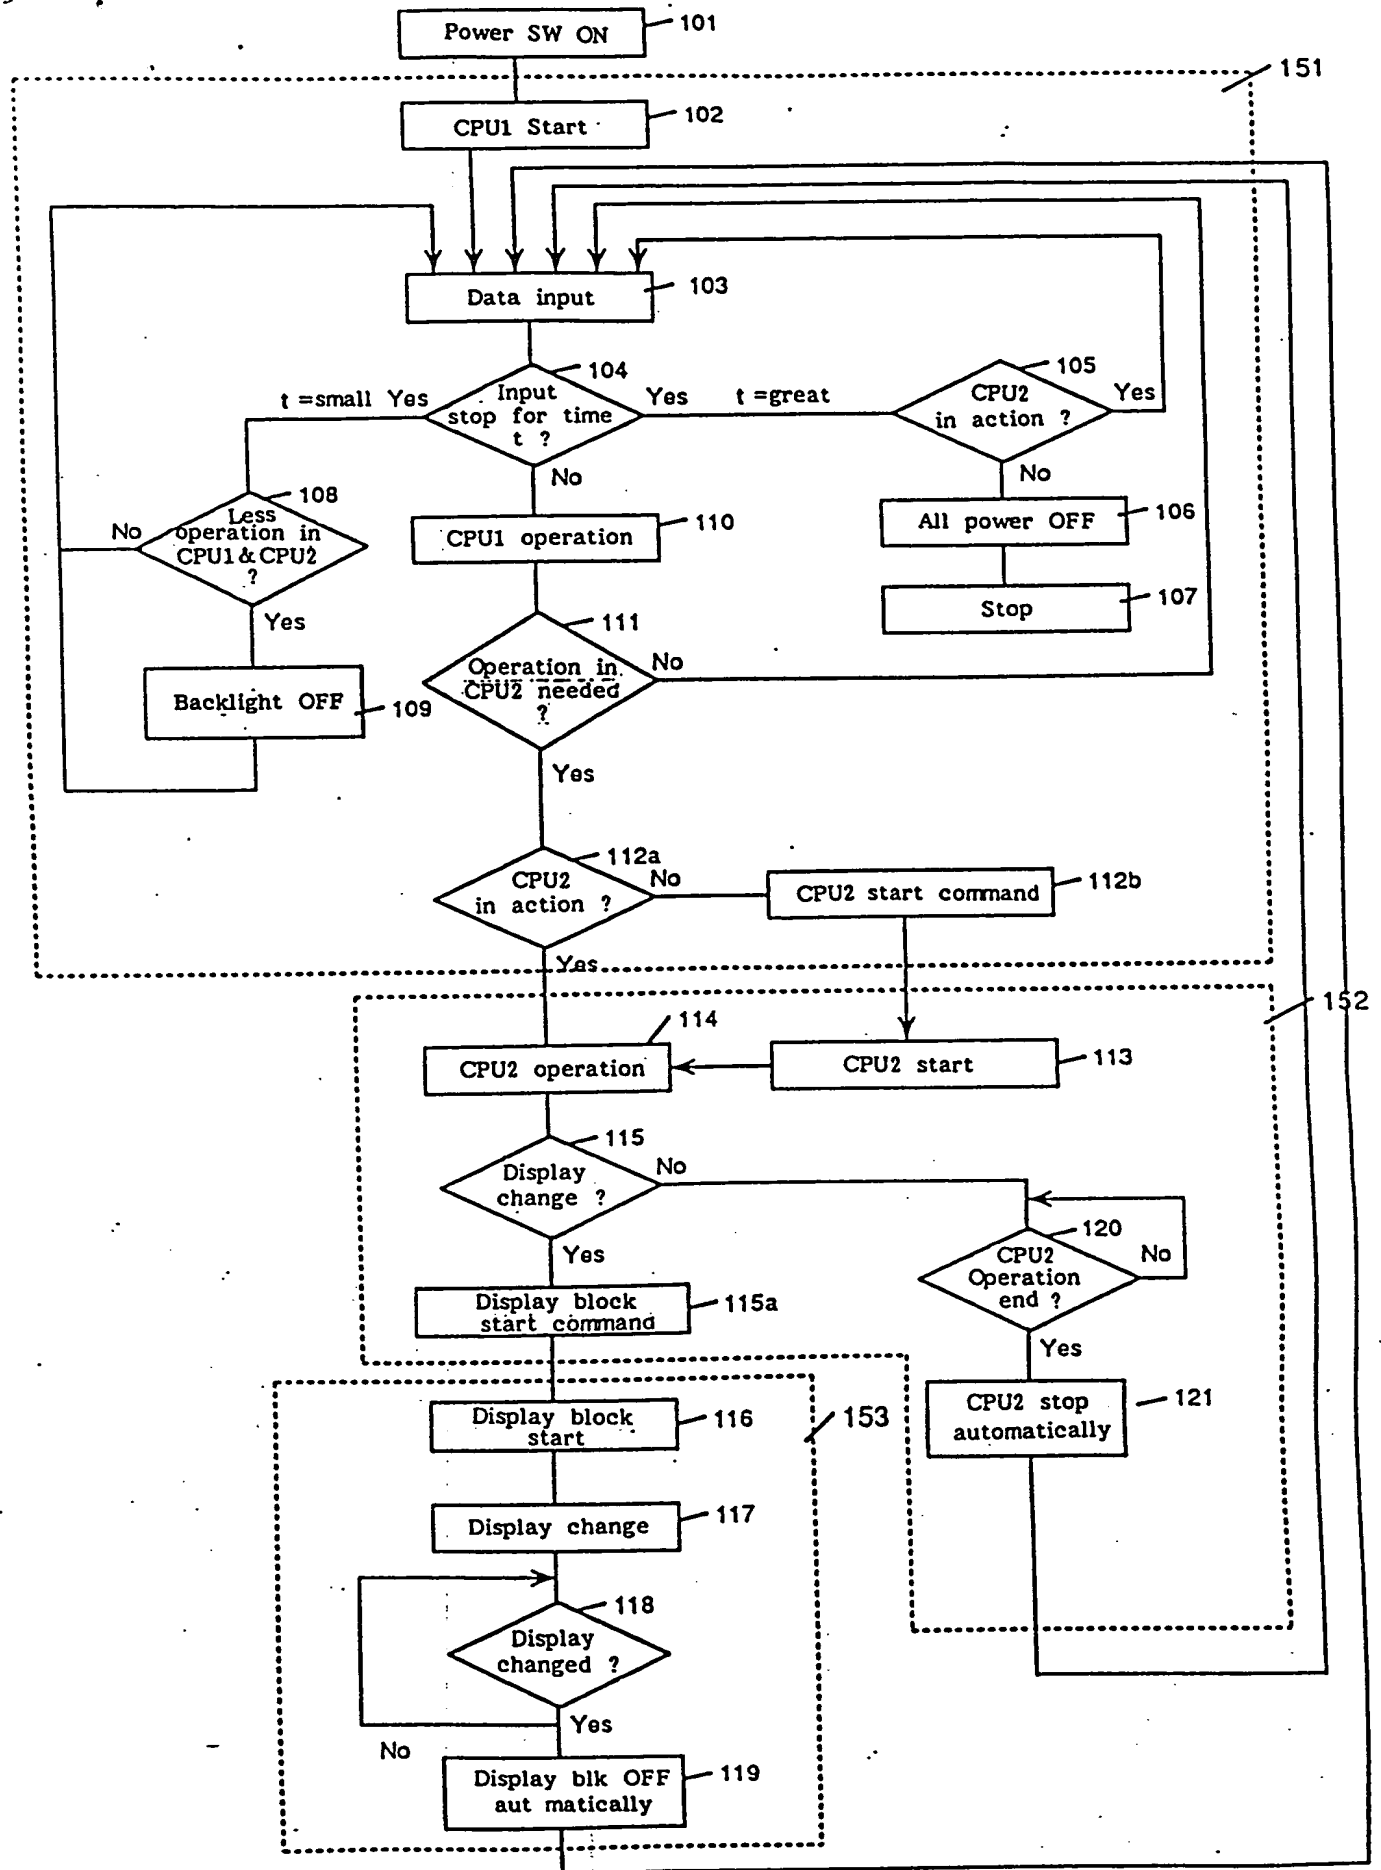 Power SW ON
101
151
CPU1 Start
102
Data input
103
104
Input
stop for time
t ?
t =small Yes
Yes
t =great
105
CPU2
in action ?
Yes
No
No
108
Less
operation in
CPU1 & CPU2
?
No
Yes
CPU1 operation
110
All power OFF
106
Stop
107
111
Operation in
CPU2 needed
?
No
Yes
Backlight OFF
109
112a
CPU2
in action ?
No
CPU2 start command
112b
Yes
152
114
CPU2 operation
CPU2 start
113
115
Display
change ?
No
Yes
120
CPU2
Operation
end ?
No
Yes
Display block
start command
115a
CPU2 stop
automatically
121
153
Display block
start
116
Display change
117
118
Display
changed ?
Yes
No
Display blk OFF
aut matically
119